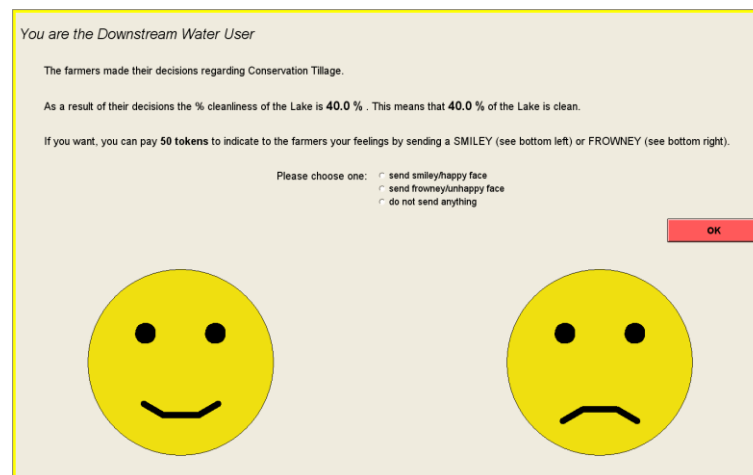 You are the Downstream Water User
The farmers made their decisions regarding Conservation Tillage.
As a result of their decisions the % cleanliness of the Lake is 40.0 % . This means that 40.0 % of the Lake is clean.
If you want, you can pay 50 tokens to indicate to the farmers your feelings by sending a SMILEY (see bottom left) or FROWNEY (see bottom right).
Please choose one: send smiley/happy face
send frowney/unhappy face
do not send anything
OK